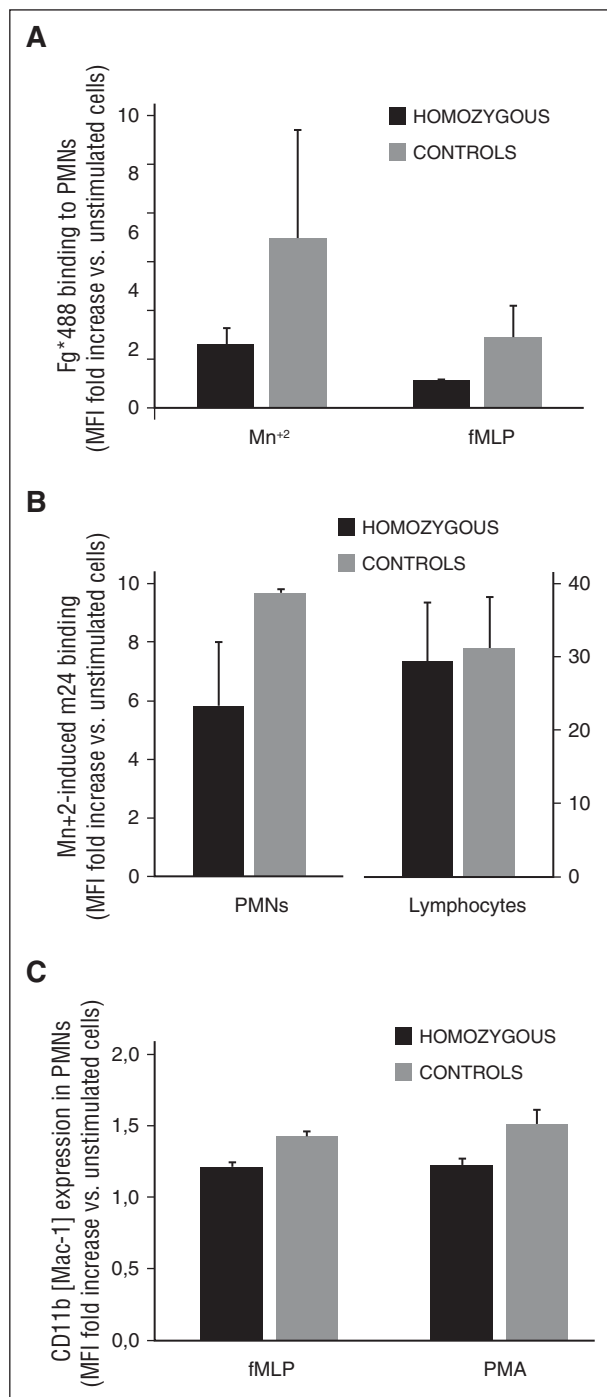 A
Fg*488 binding to PMNs
(MFI fold increase vs. unstimulated cells)
10
8
6
4
2
0
HOMOZYGOUS
CONTROLS
Mn+2
fMLP
B
Mn+2-induced m24 binding
(MFI fold increase vs. unstimulated cells)
HOMOZYGOUS
CONTROLS
10
8
6
4
2
0
40
30
20
10
0
PMNs
Lymphocytes
C
CD11b [Mac-1] expression in PMNs
(MFI fold increase vs. unstimulated cells)
2,0
1,5
1,0
0,5
0,0
HOMOZYGOUS
CONTROLS
fMLP
PMA